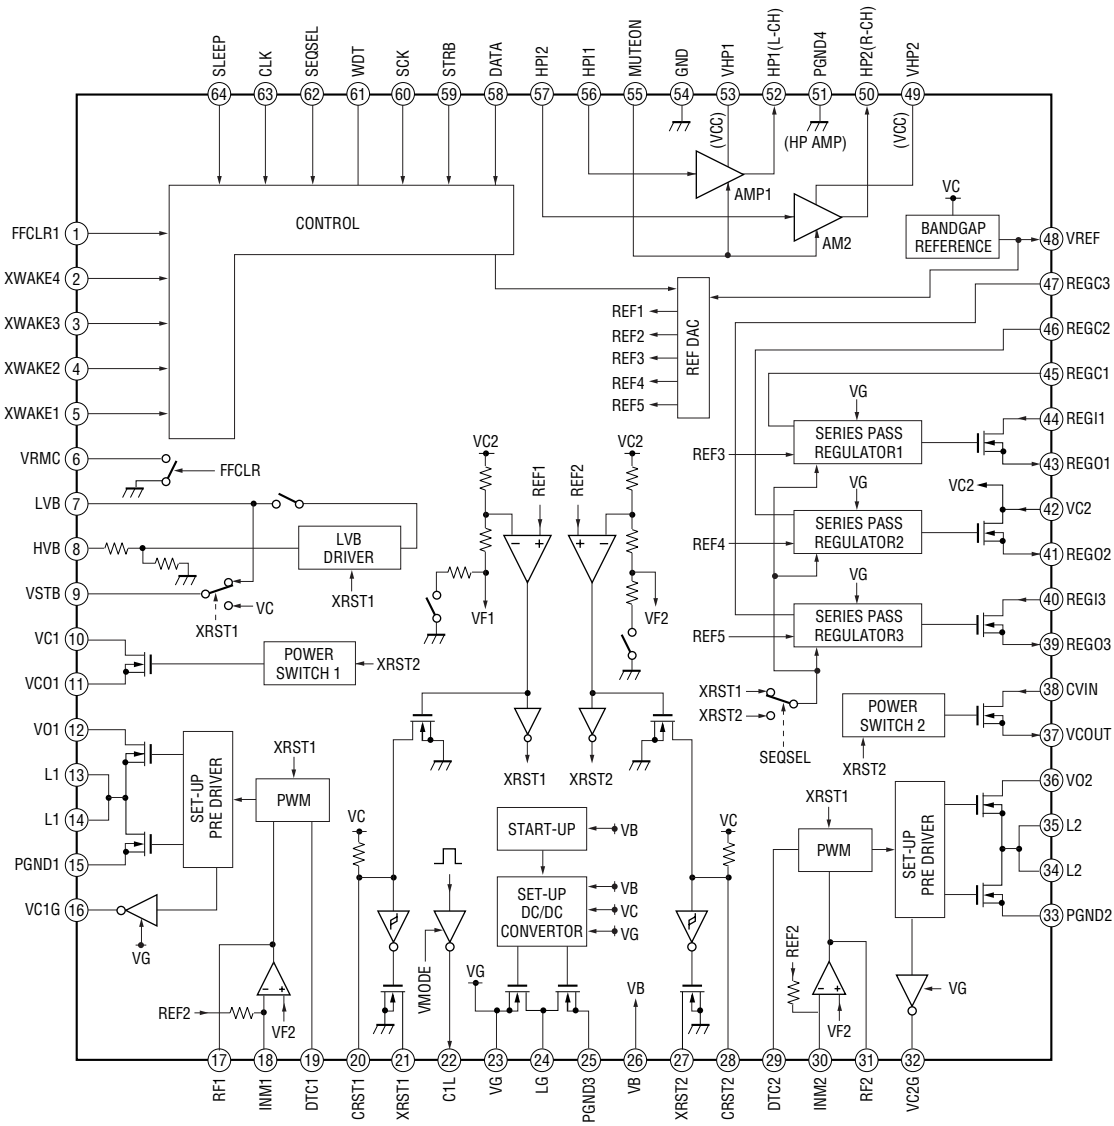 SLEEP
CLK
SEQSEL
WDT
SCK
STRB
DATA
HPI2
HPI1
MUTEON
GND
VHP1
HP1(L-CH)
PGND4
HP2(R-CH)
VHP2
64
63
62
61
60
59
58
57
56
55
54
53
52
51
50
49
(VCC)
(HP AMP)
(VCC)
AMP1
AM2
CONTROL
VC
BANDGAP
REFERENCE
FFCLR1 1
XWAKE4 2
XWAKE3 3
XWAKE2 4
XWAKE1 5
VRMC 6
LVB 7
HVB 8
VSTB 9
VC1 10
VCO1 11
VO1 12
L1 13
L1 14
PGND1 15
VC1G 16
48 VREF
47 REGC3
46 REGC2
45 REGC1
44 REGI1
43 REGO1
42 VC2
41 REGO2
40 REGI3
39 REGO3
38 CVIN
37 VCOUT
36 VO2
35 L2
34 L2
33 PGND2
REF1
REF2
REF3
REF4
REF5
REF DAC
VG
SERIES PASS
REGULATOR1
REF3
VG
VC2
SERIES PASS
REGULATOR2
REF4
VG
SERIES PASS
REGULATOR3
REF5
FFCLR
LVB
DRIVER
XRST1
VC
XRST1
POWER
SWITCH 1
XRST2
VC2
REF1
REF2
VC2
+
+
VF1
VF2
XRST1
XRST2
XRST1
XRST2
SEQSEL
POWER
SWITCH 2
XRST2
SET-UP
PRE DRIVER
XRST1
PWM
VG
REF2
+
VF2
VC
VMODE
START-UP
VB
SET-UP
DC/DC
CONVERTOR
VB
VC
VG
VG
VB
VC
XRST1
PWM
SET-UP
PRE DRIVER
REF2
+
VF2
VG
17
18
19
20
21
22
23
24
25
26
27
28
29
30
31
32
RF1
INM1
DTC1
CRST1
XRST1
C1L
VG
LG
PGND3
VB
XRST2
CRST2
DTC2
INM2
RF2
VC2G